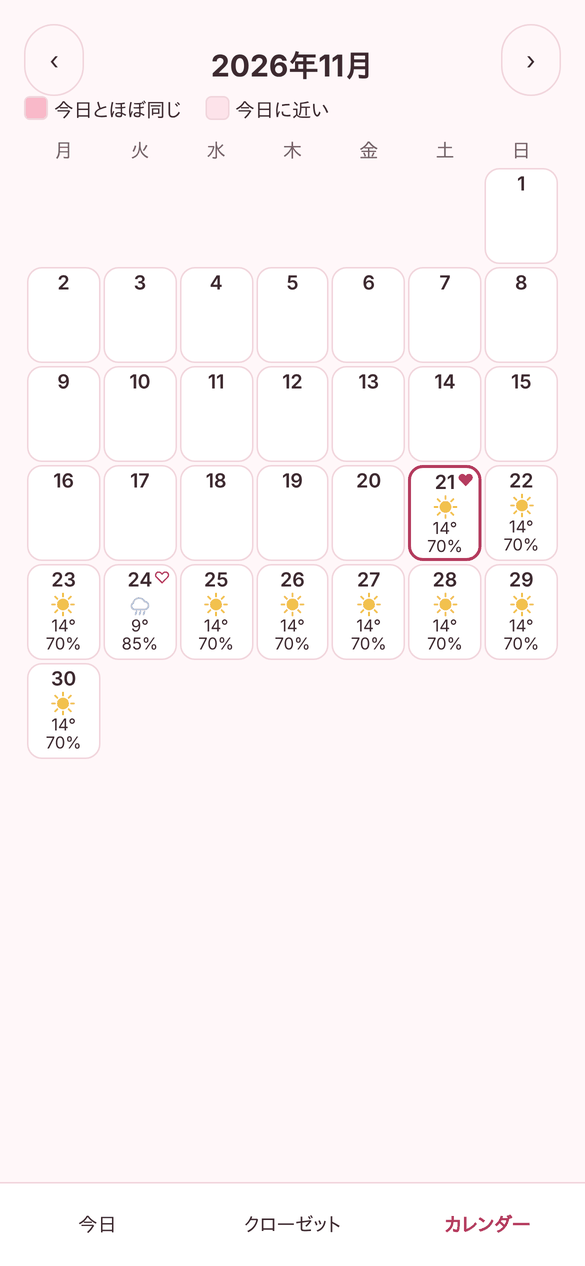 ‹ 2026年11月 ›
今日とほぼ同じ 今日に近い
月 火 水 木 金 土 日
1
2 3 4 5 6 7 8
9 10 11 12 13 14 15
16 17 18 19 20 21 22
14° 14°
70% 70%
23 24 25 26 27 28 29
14° 9° 14° 14° 14° 14° 14°
70% 85% 70% 70% 70% 70% 70%
30
14°
70%
今日 クローゼット カレンダー